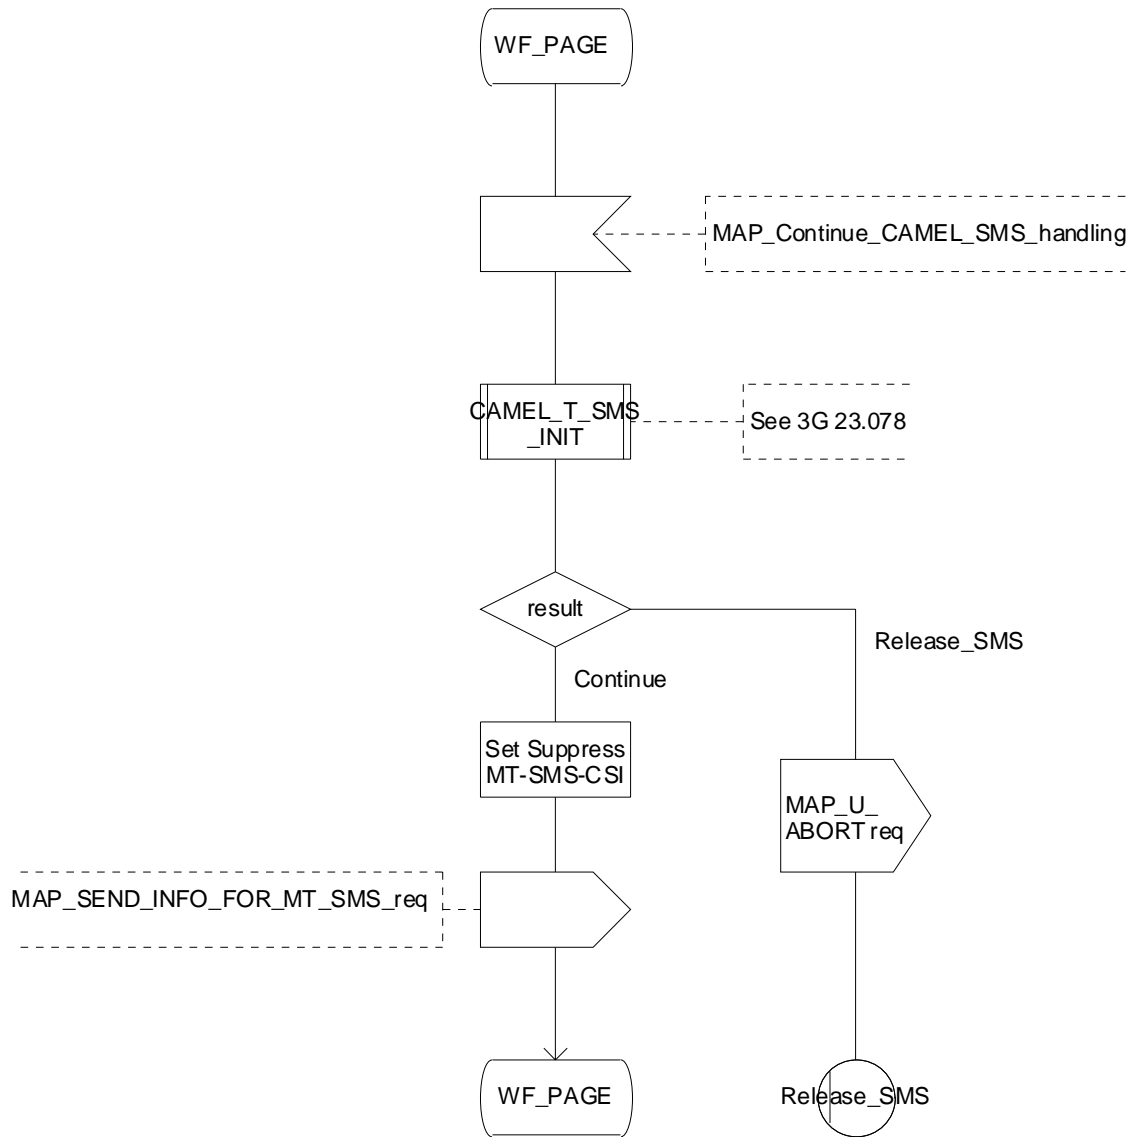 WF_PAGE
MAP_Continue_CAMEL_SMS_handling
CAMEL_T_SMS
_INIT
See 3G 23.078
result
Release_SMS
Continue
Set Suppress
MT-SMS-CSI
MAP_U_
ABORT req
MAP_SEND_INFO_FOR_MT_SMS_req
WF_PAGE
Release_SMS